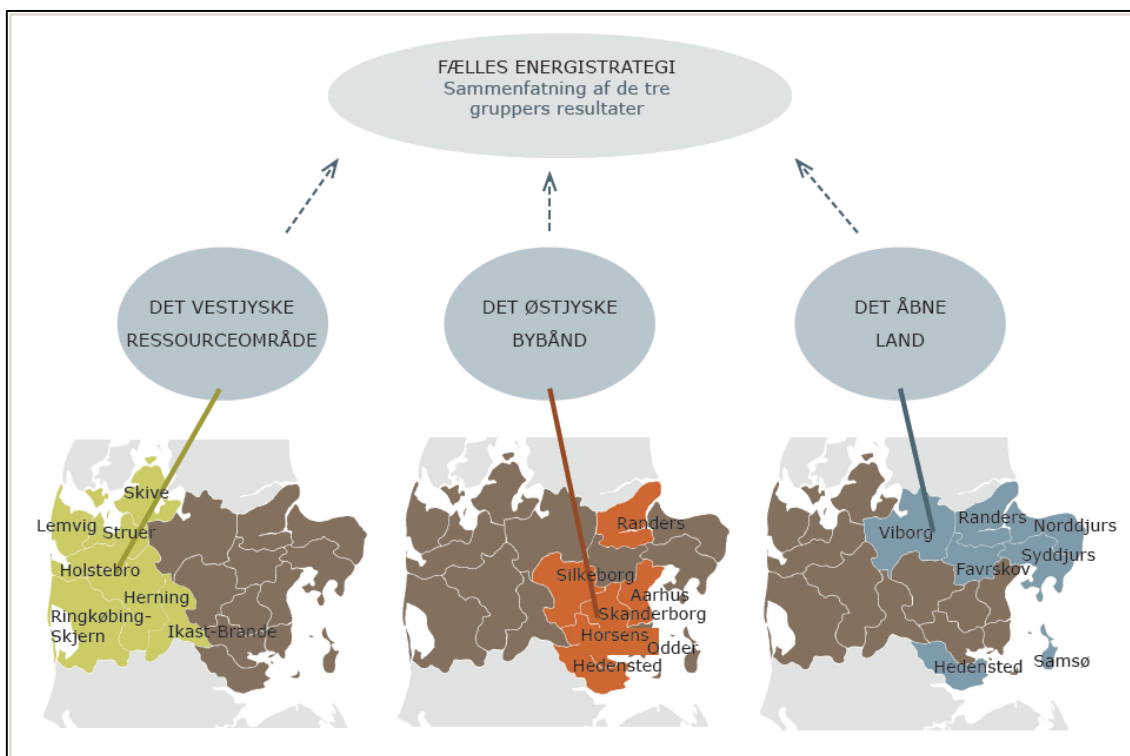 FÆLLES ENERGISTRATEGI
Sammenfatning af de tre
gruppers resultater
DET VESTJYSKE
RESSOURCEOMRÅDE
DET ØSTJYSKE
BYBÅND
DET ÅBNE
LAND
Skive
Lemvig
Struer
Holstebro
Herning
Ringkøbing-
Skjern
Ikast-Brande
Randers
Silkeborg
Aarhus
Skanderborg
Horsens
Odder
Hedensted
Viborg
Randers
Norddjurs
Syddjurs
Favrskov
Hedensted
Samsø